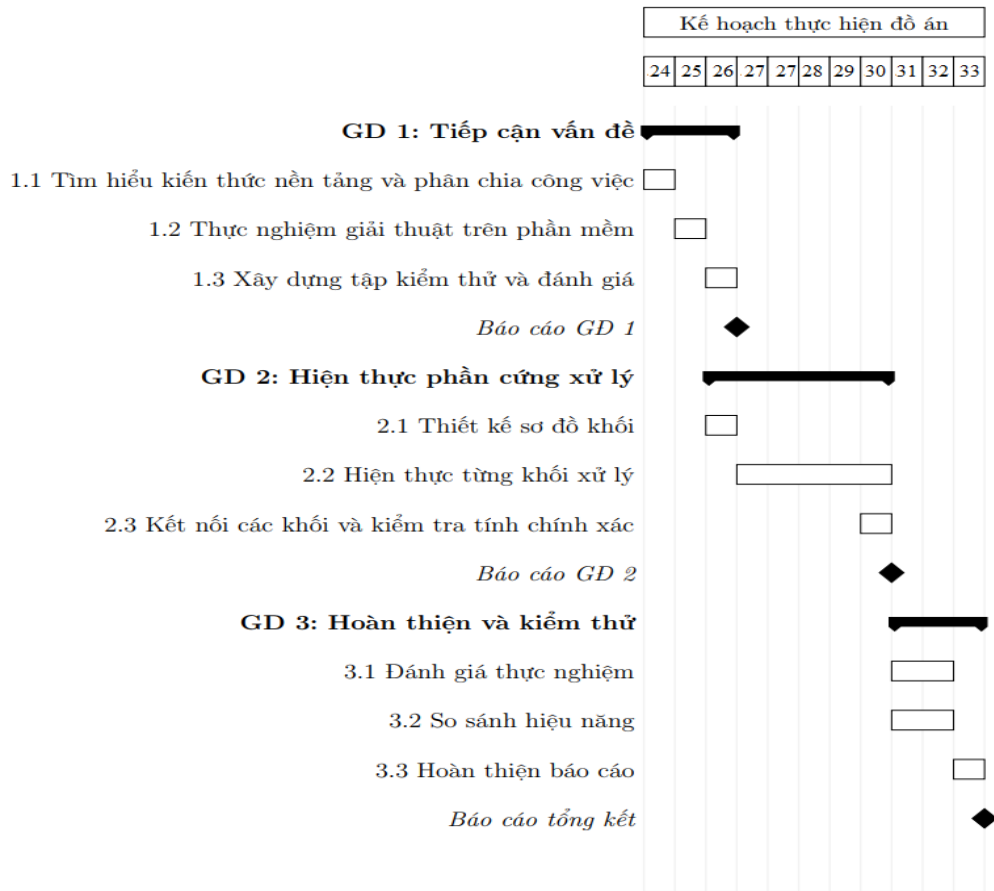 Kế hoạch thực hiện đồ án
24 25 26 27 27 28 29 30 31 32 33
GD 1: Tiếp cận vấn đề
1.1 Tìm hiểu kiến thức nền tảng và phân chia công việc
1.2 Thực nghiệm giải thuật trên phần mềm
1.3 Xây dựng tập kiểm thử và đánh giá
Báo cáo GD 1
GD 2: Hiện thực phần cứng xử lý
2.1 Thiết kế sơ đồ khối
2.2 Hiện thực từng khối xử lý
2.3 Kết nối các khối và kiểm tra tính chính xác
Báo cáo GD 2
GD 3: Hoàn thiện và kiểm thử
3.1 Đánh giá thực nghiệm
3.2 So sánh hiệu năng
3.3 Hoàn thiện báo cáo
Báo cáo tổng kết